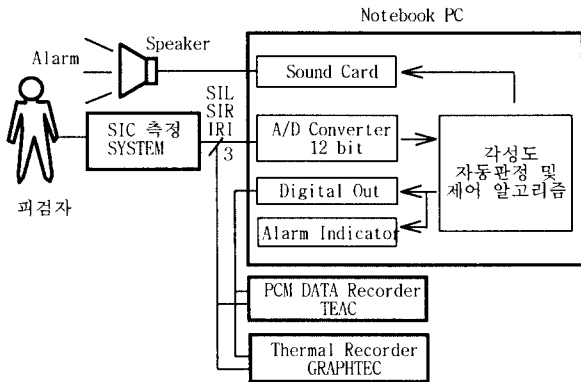 Notebook PC
Speaker
Alarm
Sound Card
SIL
SIR
IRI
3
SIC 측정
SYSTEM
A/D Converter
12 bit
각성도
자동판정 및
제어 알고리즘
Digital Out
피검자
Alarm Indicator
PCM DATA Recorder
TEAC
Thermal Recorder
GRAPHTEC